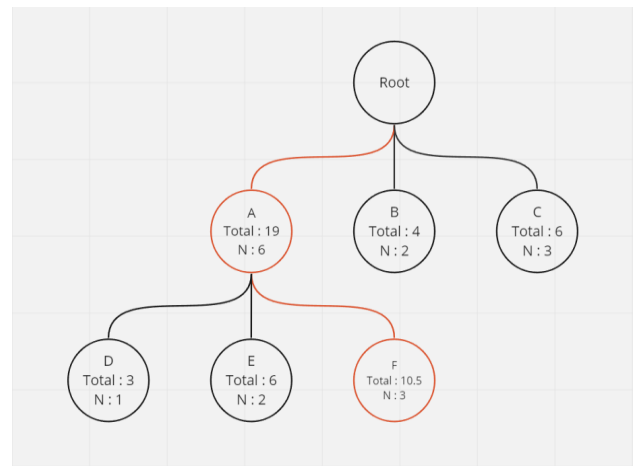 Root
A
Total : 19
N : 6
B
Total : 4
N : 2
C
Total : 6
N : 3
D
Total : 3
N : 1
E
Total : 6
N : 2
F
Total : 10.5
N : 3